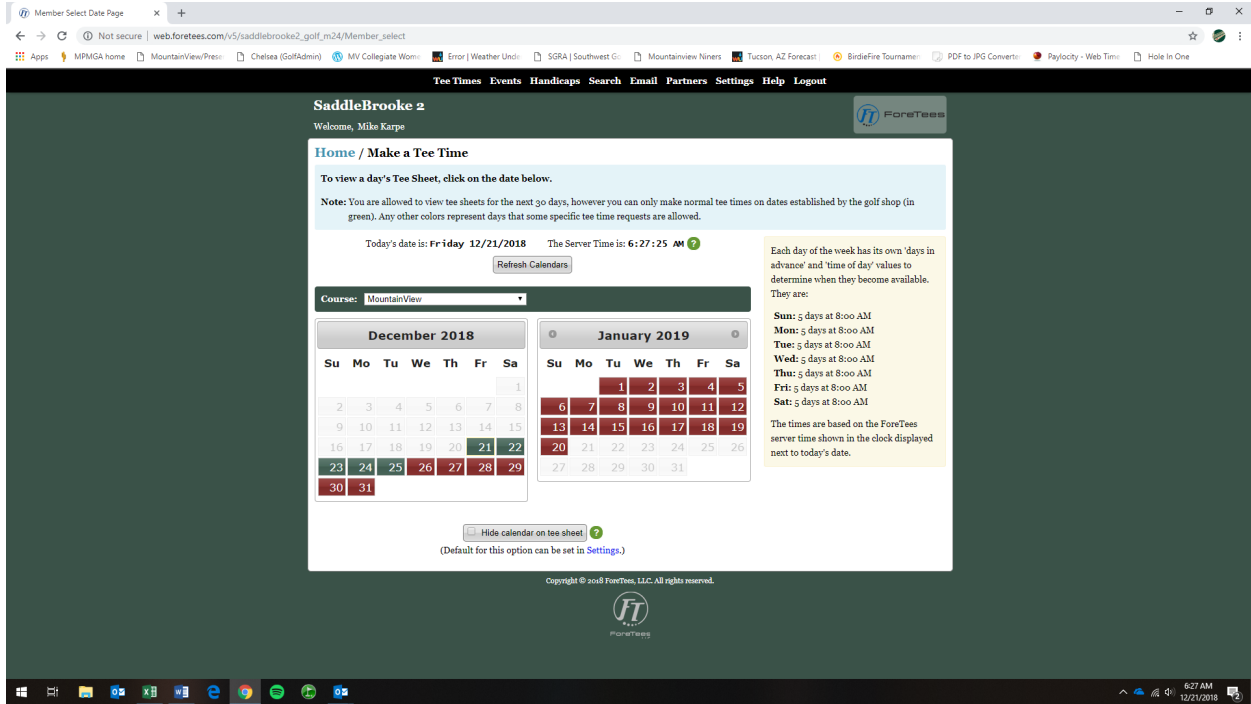 Member Select Date Page
Not secure | web.foretees.com/v5/saddlebrooke2_golf_m24/Member_select
Apps MPMGA home MountainView/Prese Chelsea (GolfAdmin) MV Collegiate Wome Error | Weather Unde SGRA | Southwest Go Mountainview Niners Tucson, AZ Forecast | BirdieFire Tournamen PDF to JPG Converter Paylocity - Web Time Hole In One
Tee Times Events Handicaps Search Email Partners Settings Help Logout
SaddleBrooke 2
Welcome, Mike Karpe
FT ForeTees
Home / Make a Tee Time
To view a day's Tee Sheet, click on the date below.
Note: You are allowed to view tee sheets for the next 30 days, however you can only make normal tee times on dates established by the golf shop (in
green). Any other colors represent days that some specific tee time requests are allowed.
Today's date is: Friday 12/21/2018 The Server Time is: 6:27:25 AM ?
Refresh Calendars
Course: MountainView
December 2018
Su Mo Tu We Th Fr Sa
1
2 3 4 5 6 7 8
9 10 11 12 13 14 15
16 17 18 19 20 21 22
23 24 25 26 27 28 29
30 31
January 2019
Su Mo Tu We Th Fr Sa
1 2 3 4 5
6 7 8 9 10 11 12
13 14 15 16 17 18 19
20 21 22 23 24 25 26
27 28 29 30 31
Each day of the week has its own 'days in
advance' and 'time of day' values to
determine when they become available.
They are:
Sun: 5 days at 8:00 AM
Mon: 5 days at 8:00 AM
Tue: 5 days at 8:00 AM
Wed: 5 days at 8:00 AM
Thu: 5 days at 8:00 AM
Fri: 5 days at 8:00 AM
Sat: 5 days at 8:00 AM
The times are based on the ForeTees
server time shown in the clock displayed
next to today's date.
Hide calendar on tee sheet ?
(Default for this option can be set in Settings.)
Copyright © 2018 ForeTees, LLC. All rights reserved.
FT
ForeTees
6:27 AM
12/21/2018